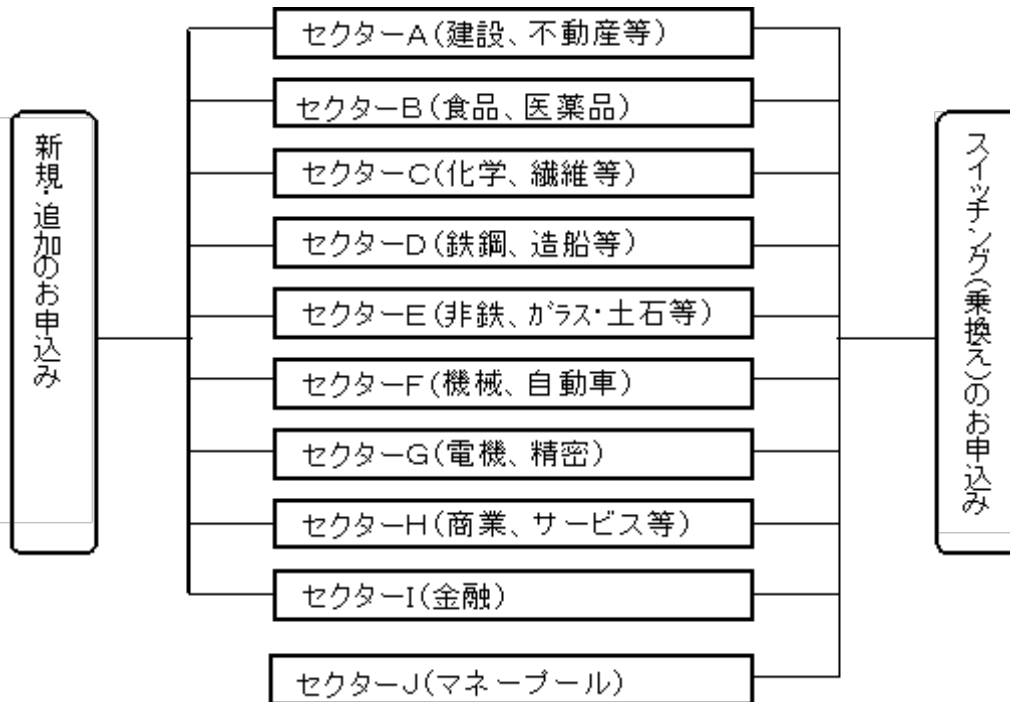 新規・追加のお申込み
セクターA(建設、不動産等)
セクターB(食品、医薬品)
セクターC(化学、繊維等)
セクターD(鉄鋼、造船等)
セクターE(非鉄、ガラス・土石等)
セクターF(機械、自動車)
セクターG(電機、精密)
セクターH(商業、サービス等)
セクターI(金融)
セクターJ(マネープール)
スイッチング(乗換え)のお申込み